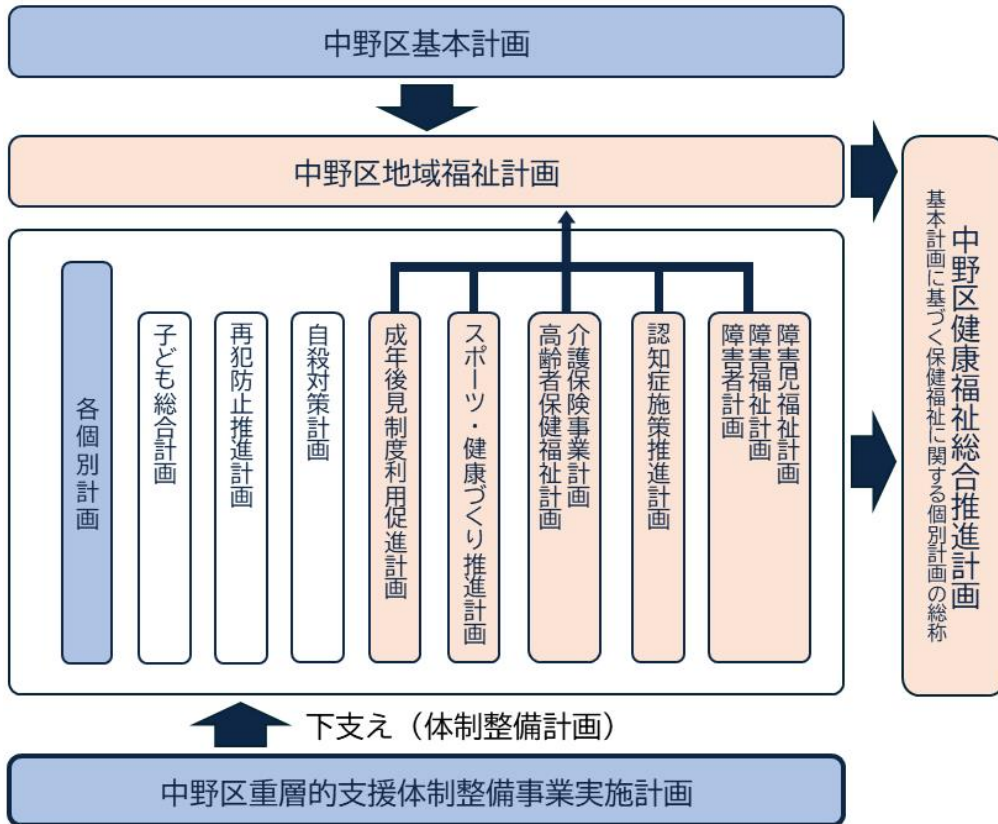 中野区基本計画
中野区地域福祉計画
各個別計画
子ども総合計画
再犯防止推進計画
自殺対策計画
成年後見制度利用促進計画
スポーツ・健康づくり推進計画
介護保険事業計画
高齢者保健福祉計画
認知症施策推進計画
障害児福祉計画
障害福祉計画
障害者計画
中野区健康福祉総合推進計画
基本計画に基づく保健福祉に関する個別計画の総称
下支え（体制整備計画）
中野区重層的支援体制整備事業実施計画